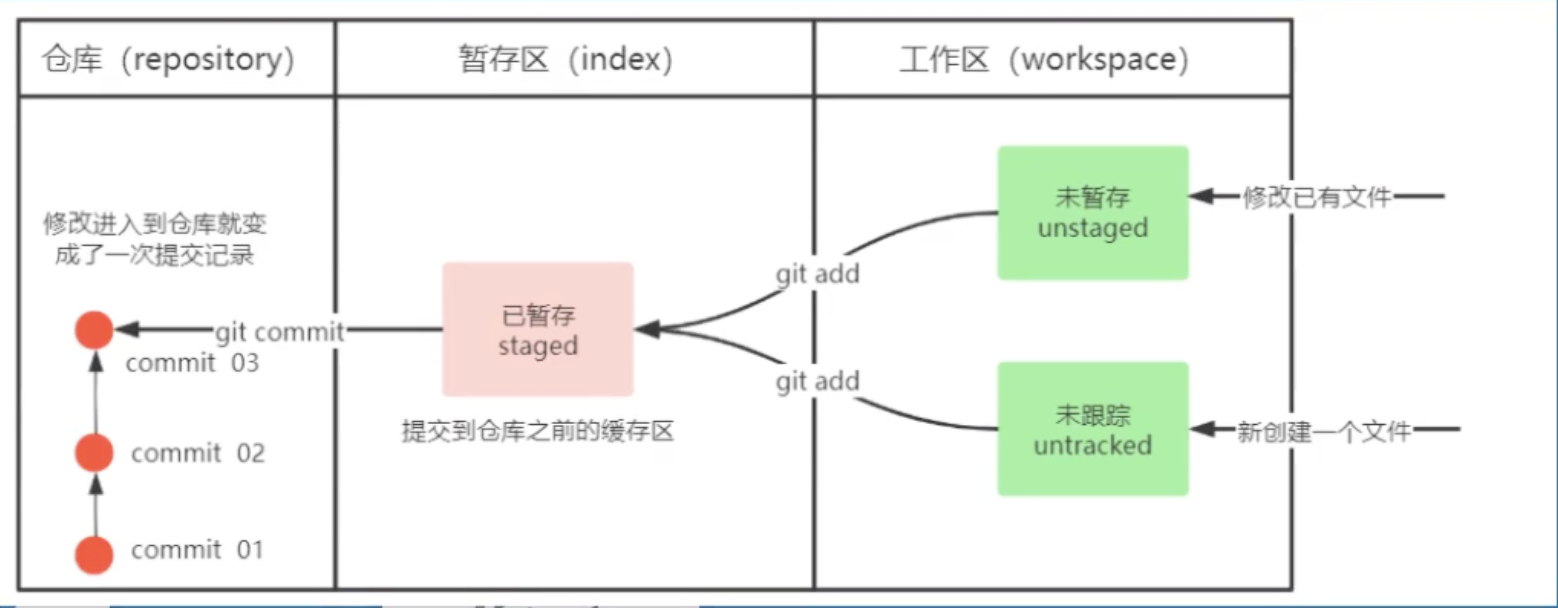 仓库（repository）
暂存区（index）
工作区（workspace）
修改进入到仓库就变
成了一次提交记录
git commit
commit 03
commit 02
commit 01
已暂存
staged
提交到仓库之前的缓存区
git add
git add
未暂存
unstaged
修改已有文件
未跟踪
untracked
新创建一个文件